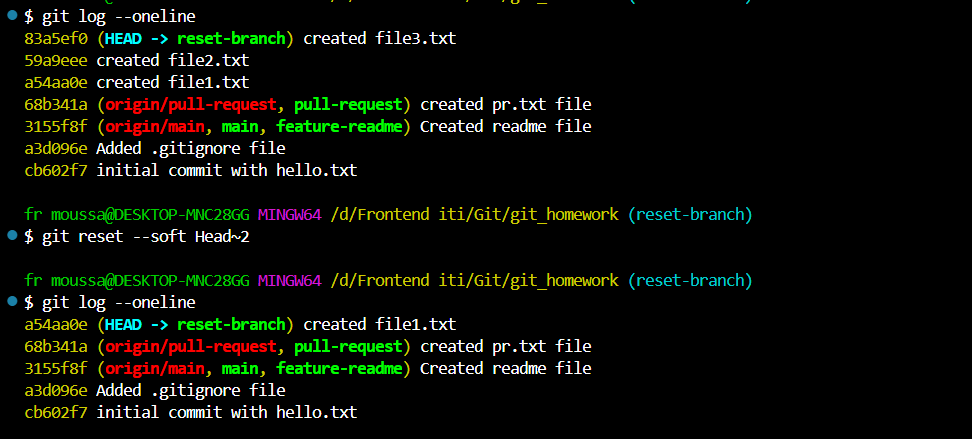 $ git log --oneline
83a5ef0 (HEAD -> reset-branch) created file3.txt
59a9eee created file2.txt
a54aa0e created file1.txt
68b341a (origin/pull-request, pull-request) created pr.txt file
3155f8f (origin/main, main, feature-readme) Created readme file
a3d096e Added .gitignore file
cb602f7 initial commit with hello.txt
fr moussa@DESKTOP-MNC28GG MINGW64 /d/Frontend iti/Git/git_homework (reset-branch)
$ git reset --soft Head~2
fr moussa@DESKTOP-MNC28GG MINGW64 /d/Frontend iti/Git/git_homework (reset-branch)
$ git log --oneline
a54aa0e (HEAD -> reset-branch) created file1.txt
68b341a (origin/pull-request, pull-request) created pr.txt file
3155f8f (origin/main, main, feature-readme) Created readme file
a3d096e Added .gitignore file
cb602f7 initial commit with hello.txt